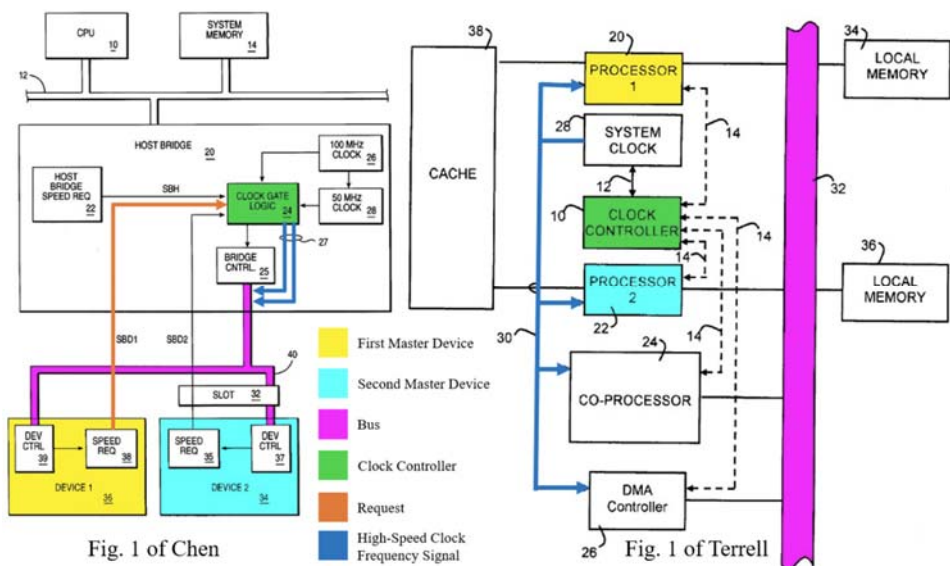 CPU
10
SYSTEM
MEMORY
14
12
HOST BRIDGE
20
100 MHz
CLOCK
26
HOST
BRIDGE
SPEED REQ
22
SBH
CLOCK GATE
LOGIC
24
50 MHz
CLOCK
28
27
BRIDGE
CNTRL.
25
SBD1
SBD2
40
SLOT
32
DEV
CTRL
39
SPEED
REQ
38
DEVICE 1
36
SPEED
REQ
35
DEV
CTRL
37
DEVICE 2
34
Fig. 1 of Chen
First Master Device
Second Master Device
Bus
Clock Controller
Request
High-Speed Clock
Frequency Signal
38
CACHE
20
PROCESSOR
1
28
SYSTEM
CLOCK
12
10
CLOCK
CONTROLLER
14
14
14
14
PROCESSOR
2
22
30
24
CO-PROCESSOR
DMA
Controller
26
32
34
LOCAL
MEMORY
36
LOCAL
MEMORY
Fig. 1 of Terrell